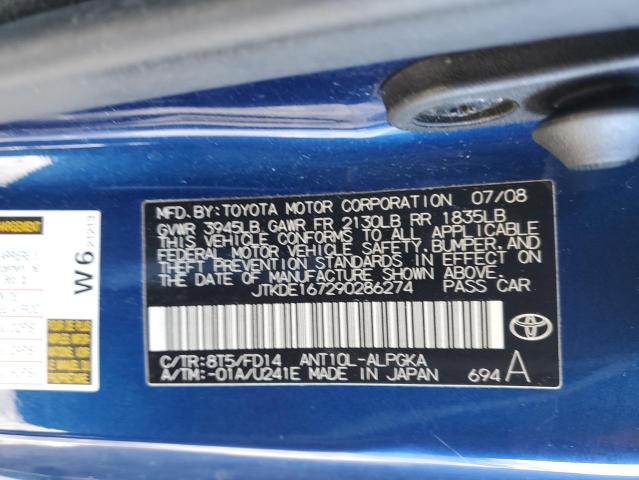 MFD. BY: TOYOTA MOTOR CORPORATION 07/08
GVWR 3945LB GAWR FR 2130LB RR 1835LB
THIS VEHICLE CONFORMS TO ALL APPLICABLE
FEDERAL MOTOR VEHICLE SAFETY, BUMPER, AND
THEFT PREVENTION STANDARDS IN EFFECT ON
THE DATE OF MANUFACTURE SHOWN ABOVE.
JTKDE167290286274 PASS CAR
C/TR: 8T5/FD14 ANT10L-ALPGKA
A/TM: -01A/U241E MADE IN JAPAN 694 A
TOYOTA
W6
21213